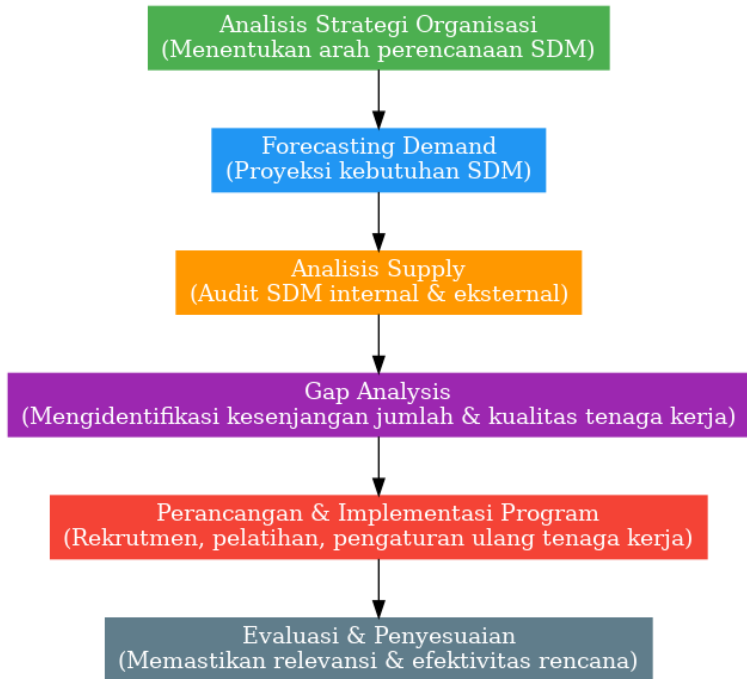 Analisis Strategi Organisasi
(Menentukan arah perencanaan SDM)
Forecasting Demand
(Proyeksi kebutuhan SDM)
Analisis Supply
(Audit SDM internal & eksternal)
Gap Analysis
(Mengidentifikasi kesenjangan jumlah & kualitas tenaga kerja)
Perancangan & Implementasi Program
(Rekrutmen, pelatihan, pengaturan ulang tenaga kerja)
Evaluasi & Penyesuaian
(Memastikan relevansi & efektivitas rencana)